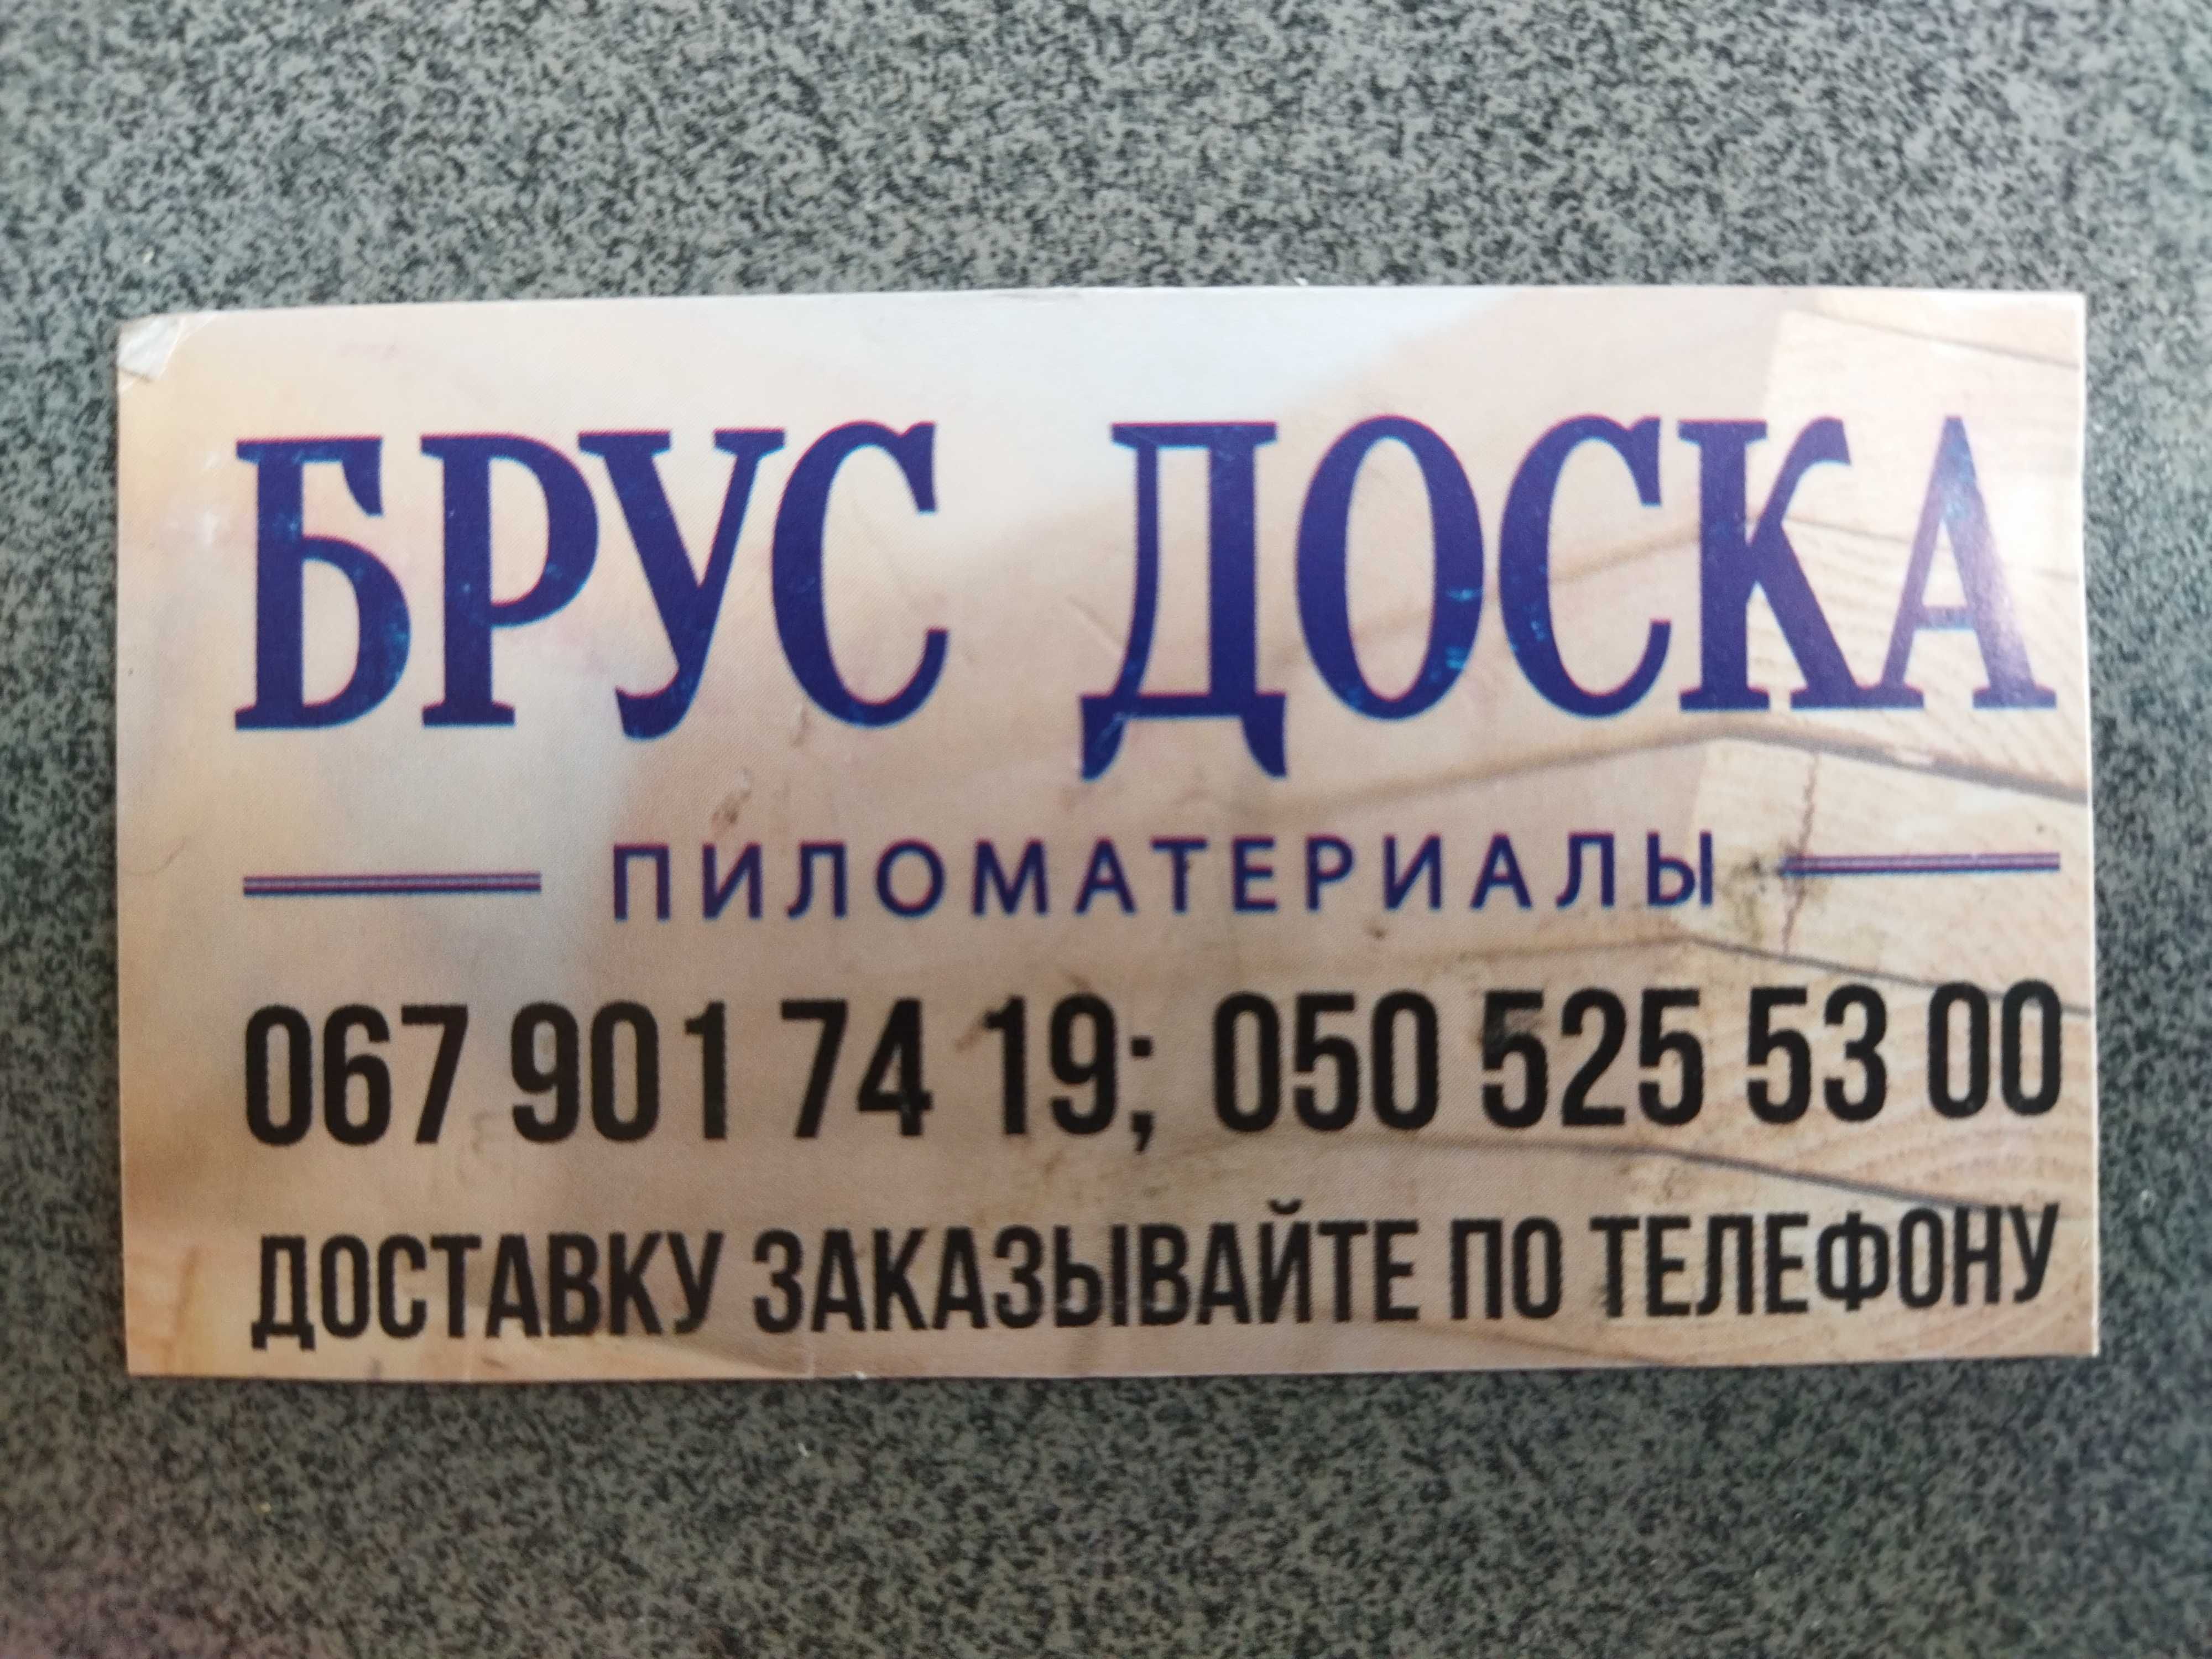 БРУС ДОСКА
ПИЛОМАТЕРИАЛЫ
067 901 74 19; 050 525 53 00
ДОСТАВКУ ЗАКАЗЫВАЙТЕ ПО ТЕЛЕФОНУ